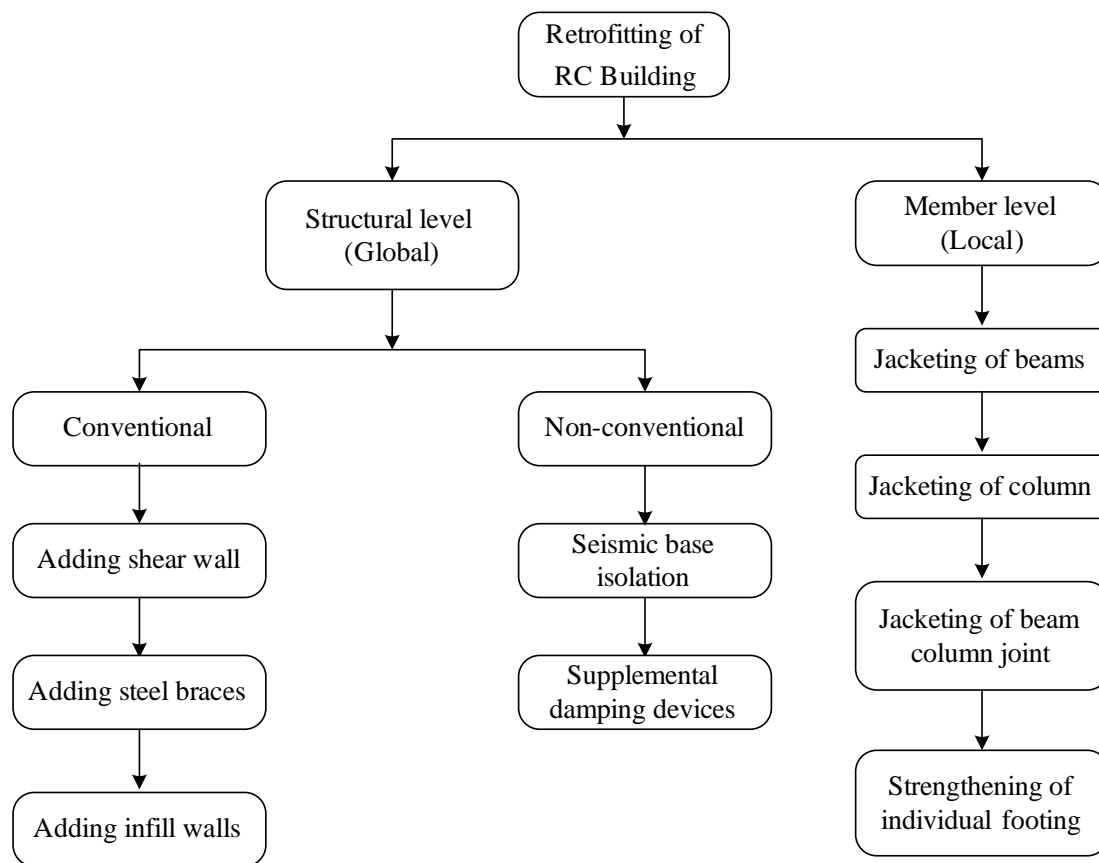 Retrofitting of
RC Building
Structural level
(Global)
Member level
(Local)
Conventional
Non-conventional
Jacketing of beams
Jacketing of column
Adding shear wall
Seismic base
isolation
Jacketing of beam
column joint
Adding steel braces
Supplemental
damping devices
Adding infill walls
Strengthening of
individual footing